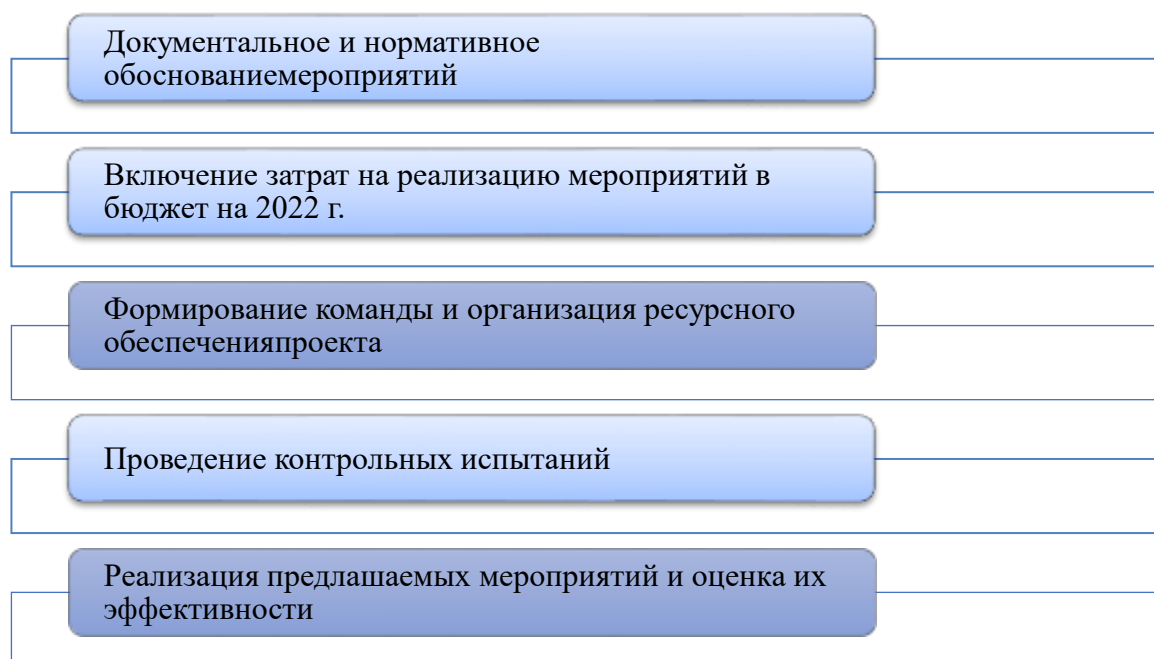 Документальное и нормативное
обоснованиемероприятий
Включение затрат на реализацию мероприятий в
бюджет на 2022 г.
Формирование команды и организация ресурсного
обеспеченияпроекта
Проведение контрольных испытаний
Реализация предлашаемых мероприятий и оценка их
эффективности